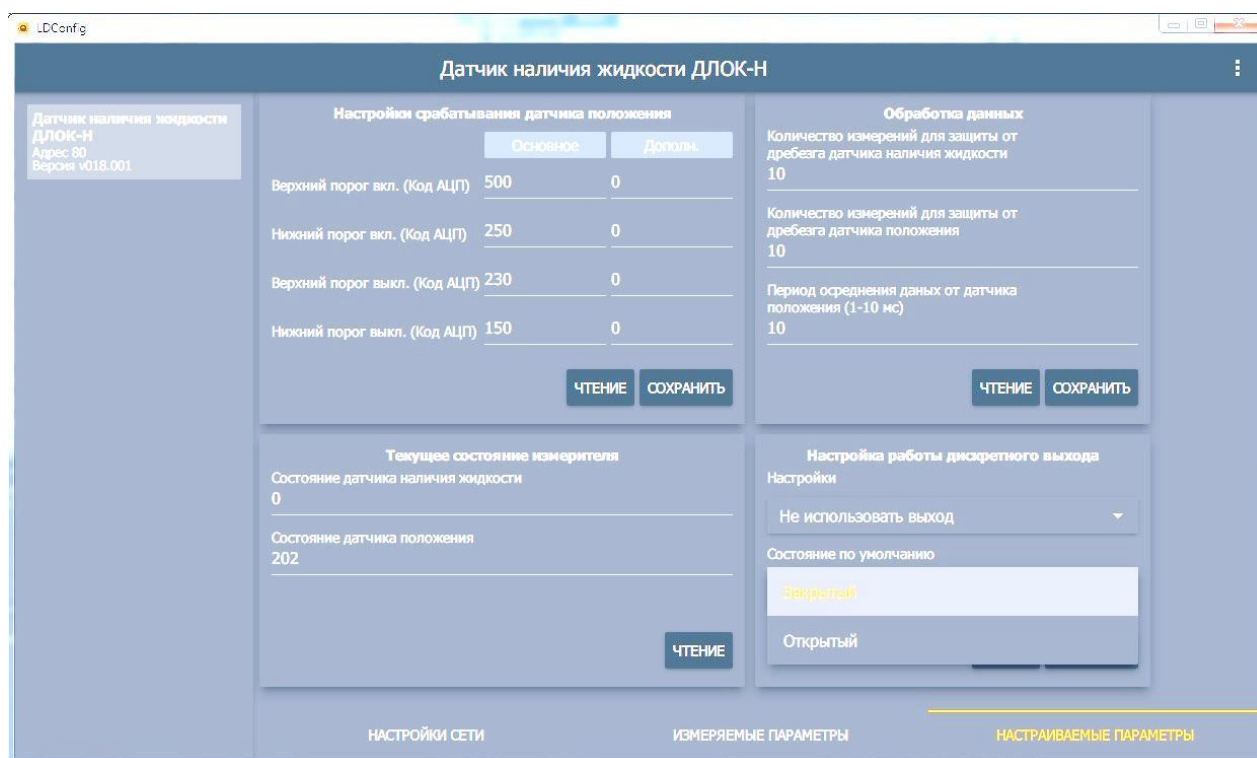 LDConfig
Датчик наличия жидкости ДЛОК-Н
Датчик наличия жидкости
ДЛОК-Н
Адрес 80
Версия v018.001
Настройки срабатывания датчика положения
Основное Дополн.
Верхний порог вкл. (Код АЦП) 500 0
Нижний порог вкл. (Код АЦП) 250 0
Верхний порог выкл. (Код АЦП) 230 0
Нижний порог выкл. (Код АЦП) 150 0
ЧТЕНИЕ СОХРАНИТЬ
Обработка данных
Количество измерений для защиты от
дребезга датчика наличия жидкости
10
Количество измерений для защиты от
дребезга датчика положения
10
Период осреднения даных от датчика
положения (1-10 мс)
10
ЧТЕНИЕ СОХРАНИТЬ
Текущее состояние измерителя
Состояние датчика наличия жидкости
0
Состояние датчика положения
202
ЧТЕНИЕ
Настройка работы дискретного выхода
Настройки
Не использовать выход
Состояние по умолчанию
Закрытый
Открытый
НАСТРОЙКИ СЕТИ ИЗМЕРЯЕМЫЕ ПАРАМЕТРЫ НАСТРАИВАЕМЫЕ ПАРАМЕТРЫ